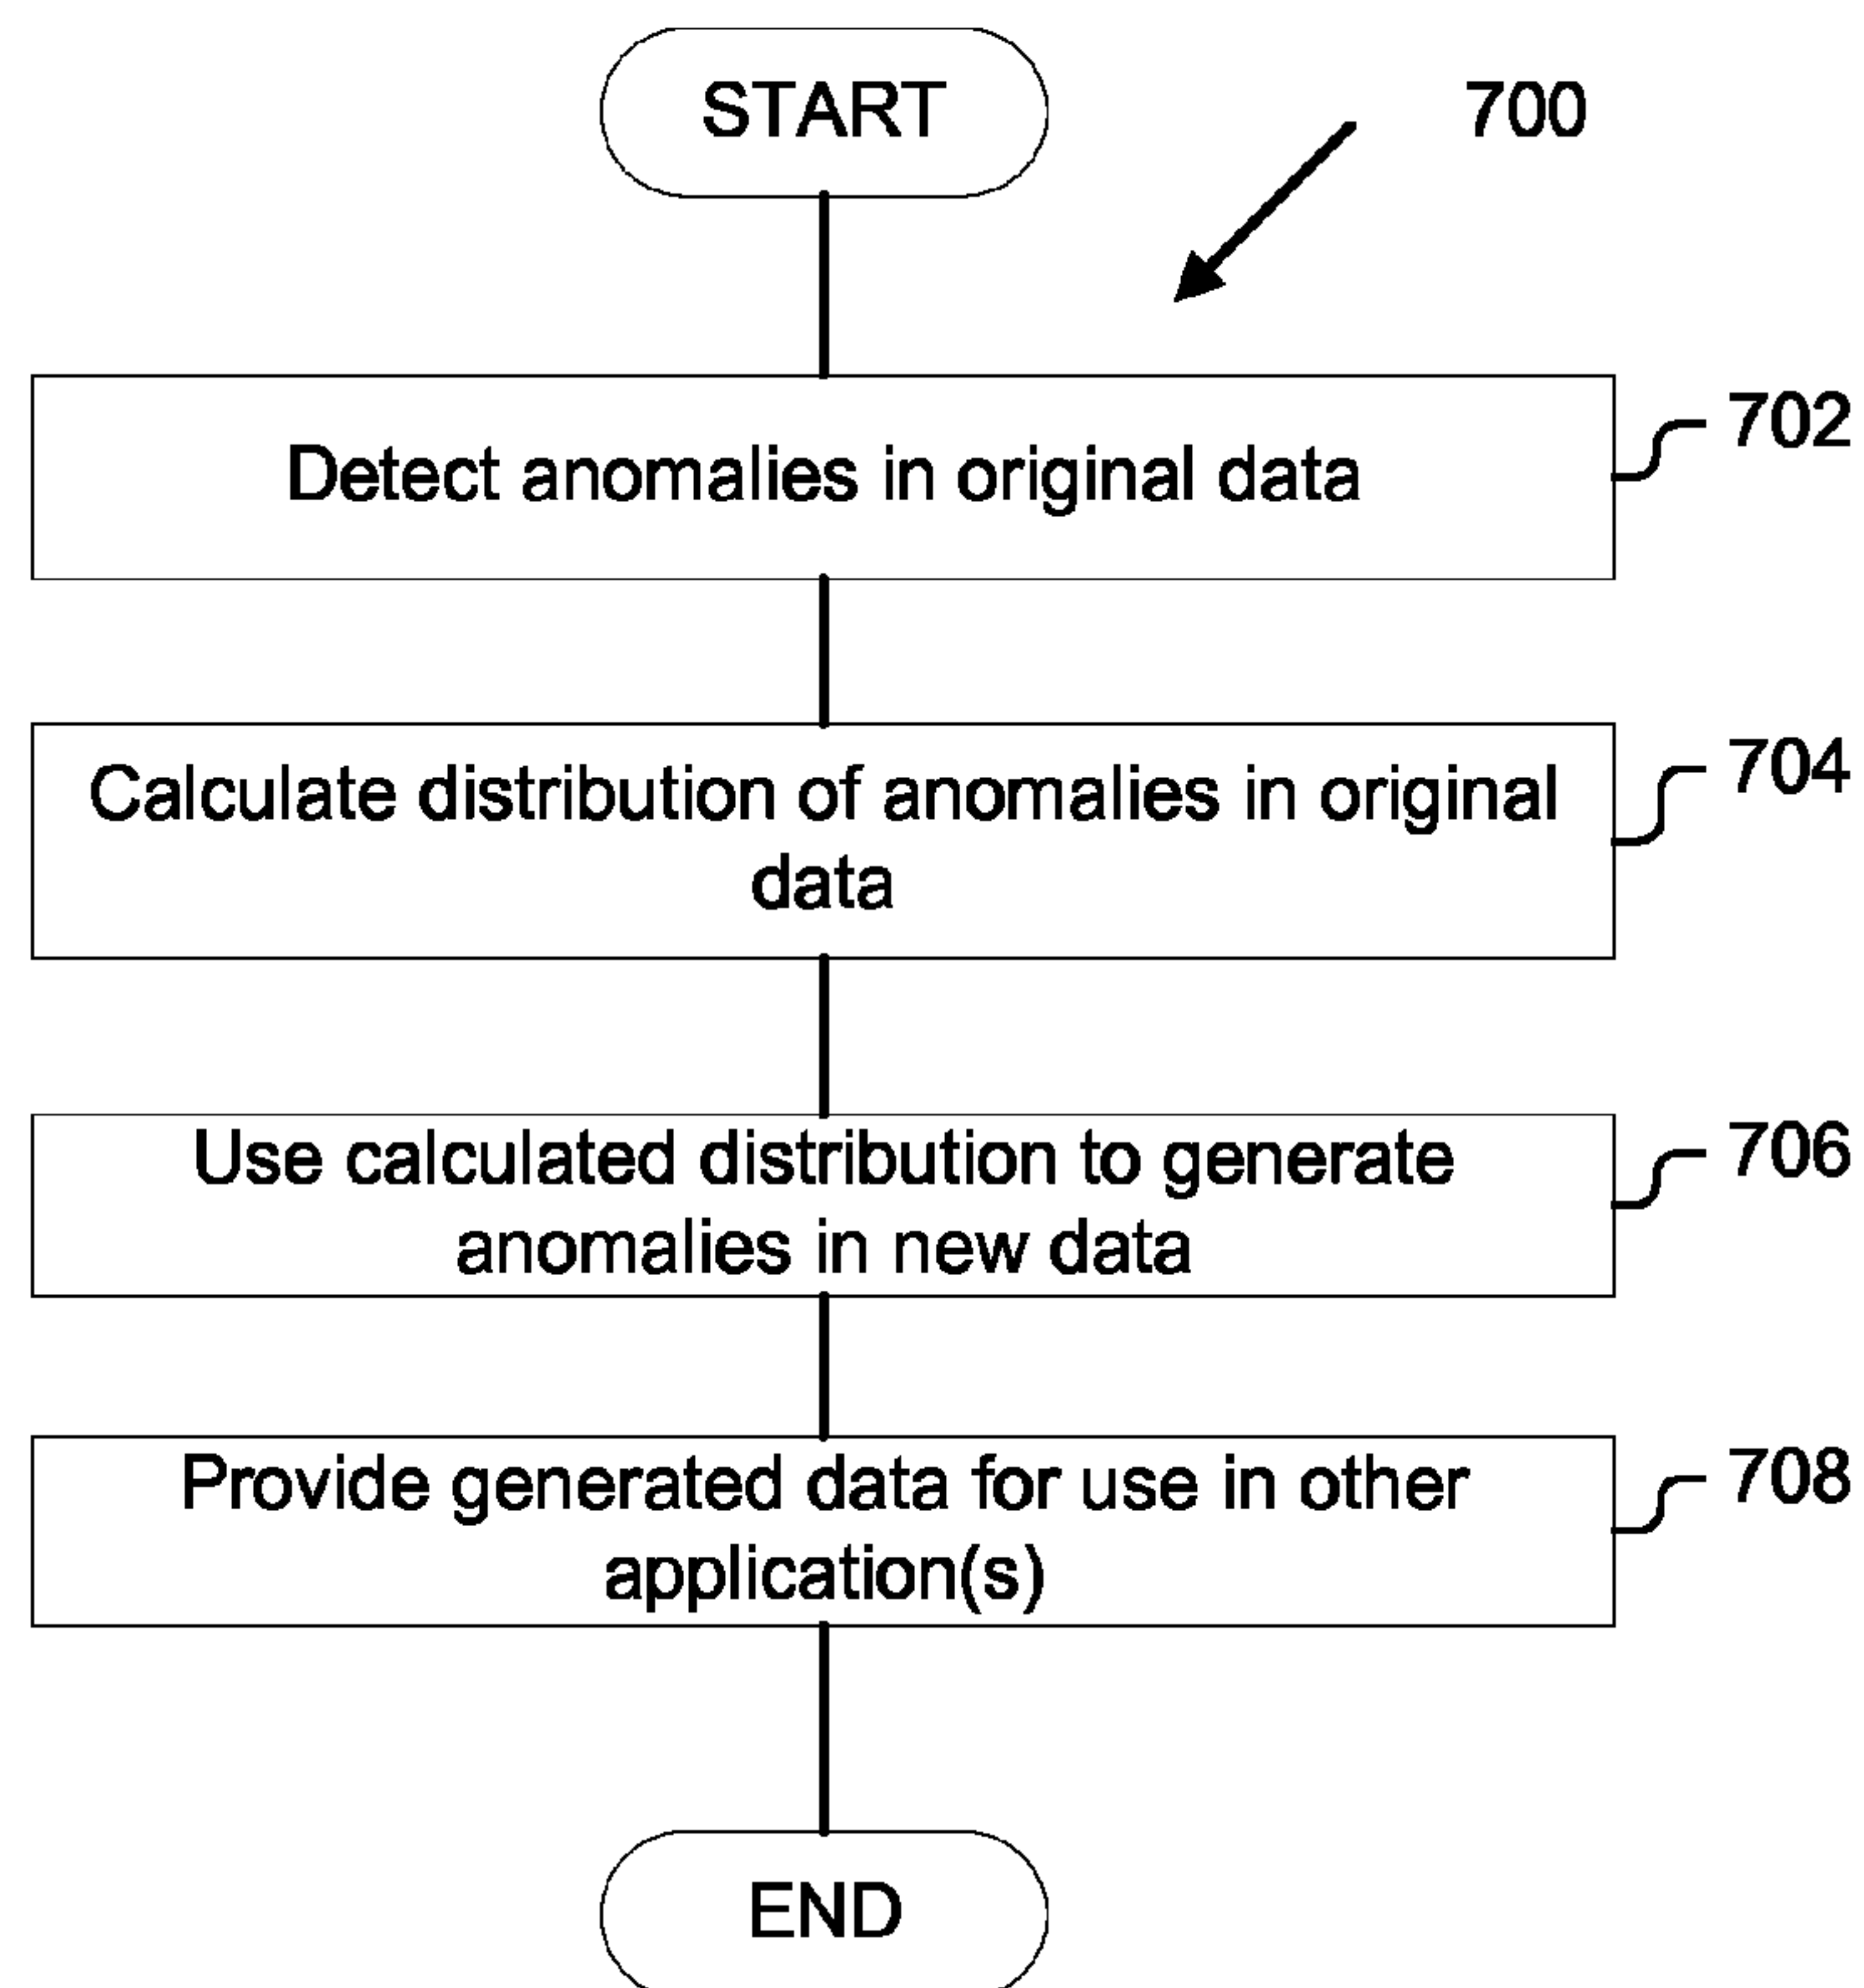 START
700
Detect anomalies in original data
702
Calculate distribution of anomalies in original
data
704
Use calculated distribution to generate
anomalies in new data
706
Provide generated data for use in other
application(s)
708
END